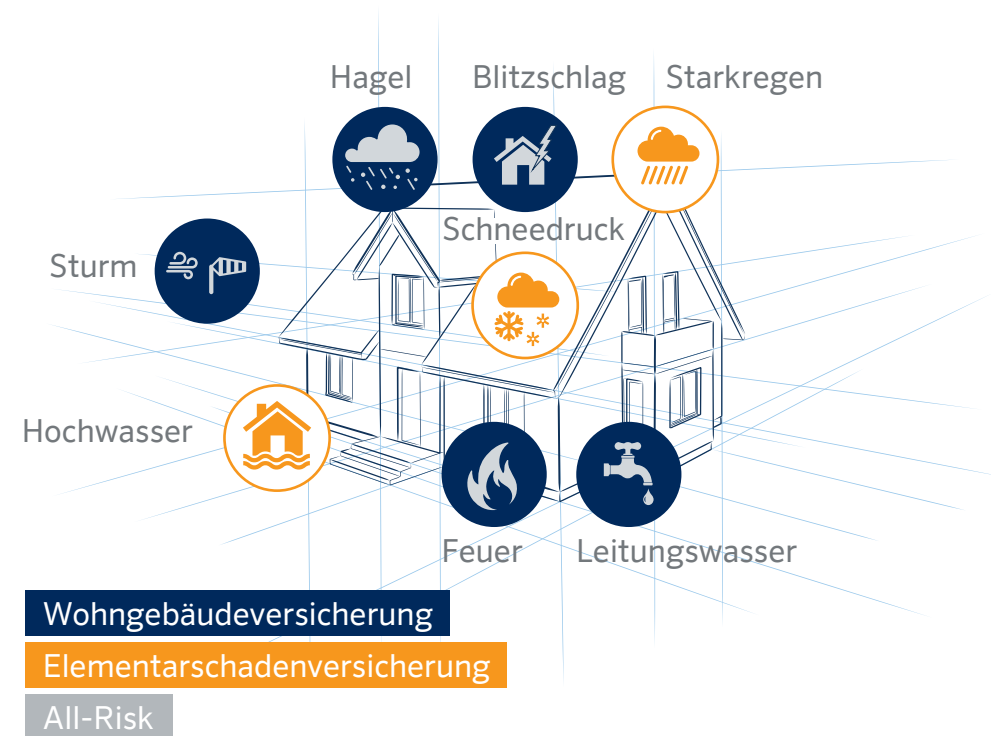 Hagel
Blitzschlag
Starkregen
Schneedruck
Sturm
Hochwasser
Feuer
Leitungswasser
Wohngebäudeversicherung
Elementarschadenversicherung
All-Risk